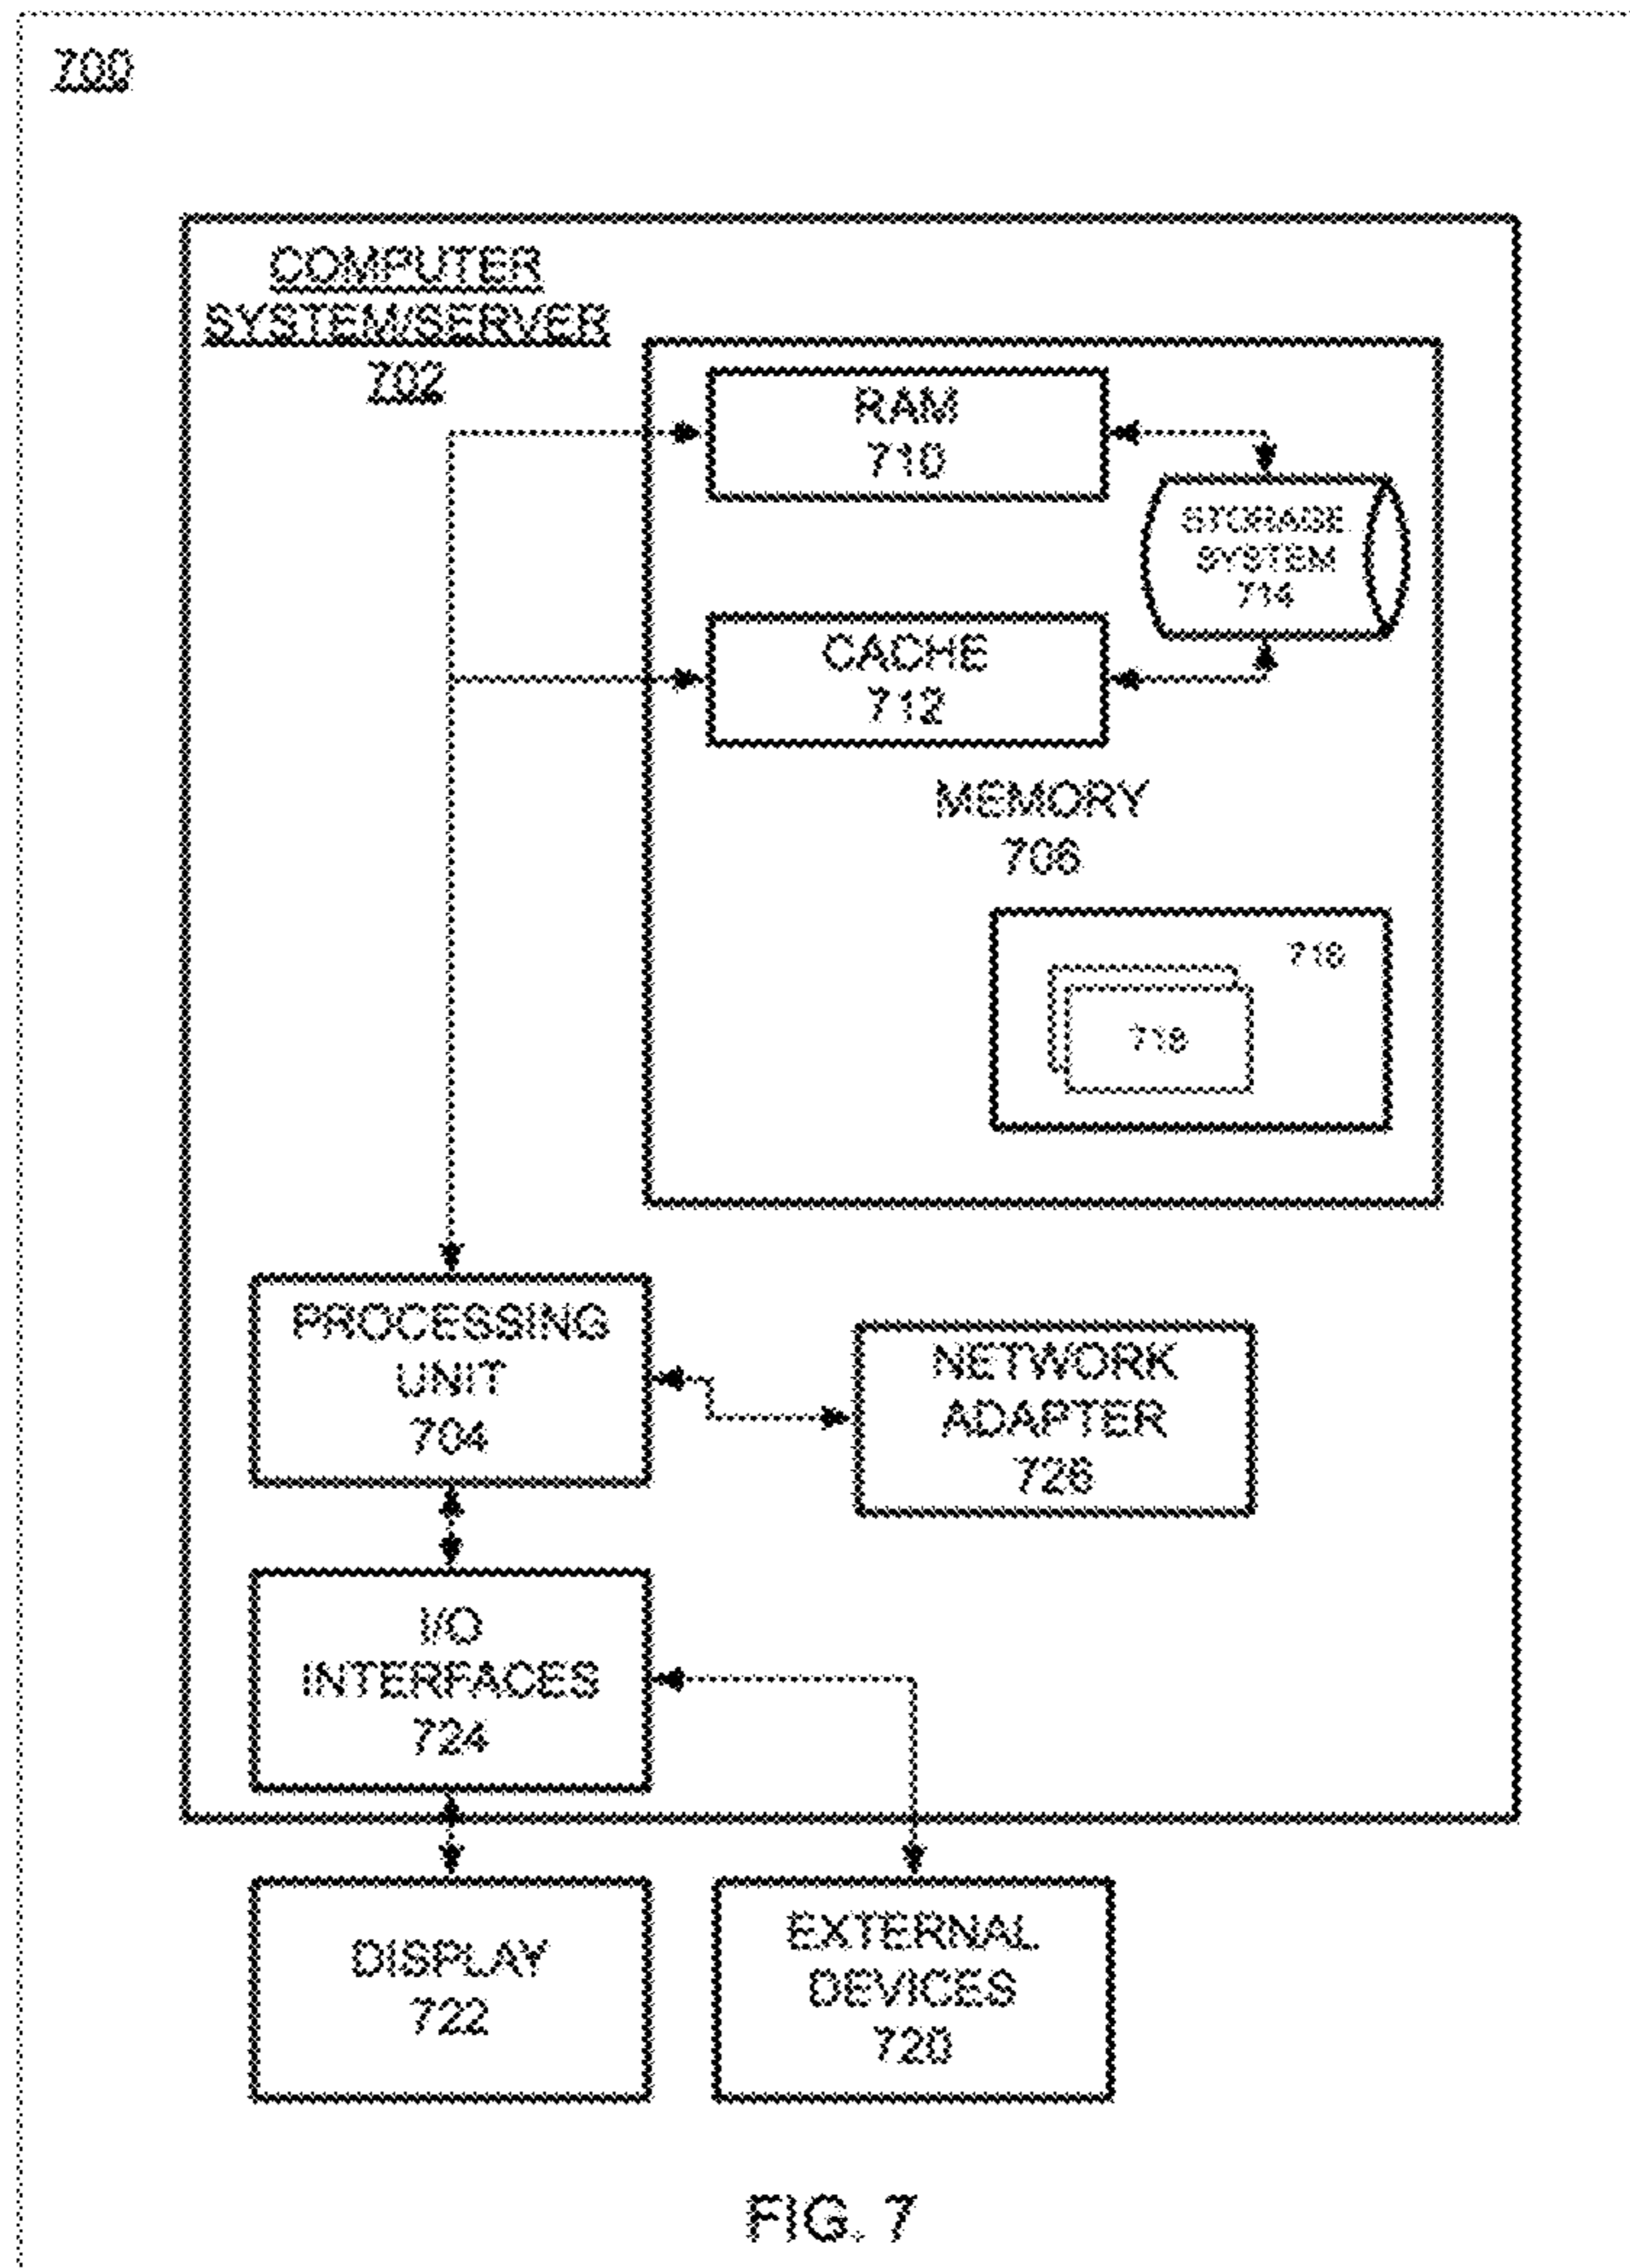 700
COMPUTER
SYSTEM/SERVER
702
RAM
710
STORAGE
SYSTEM
714
CACHE
712
MEMORY
706
716
718
PROCESSING
UNIT
704
NETWORK
ADAPTER
726
I/O
INTERFACES
724
DISPLAY
722
EXTERNAL
DEVICES
720
FIG. 7